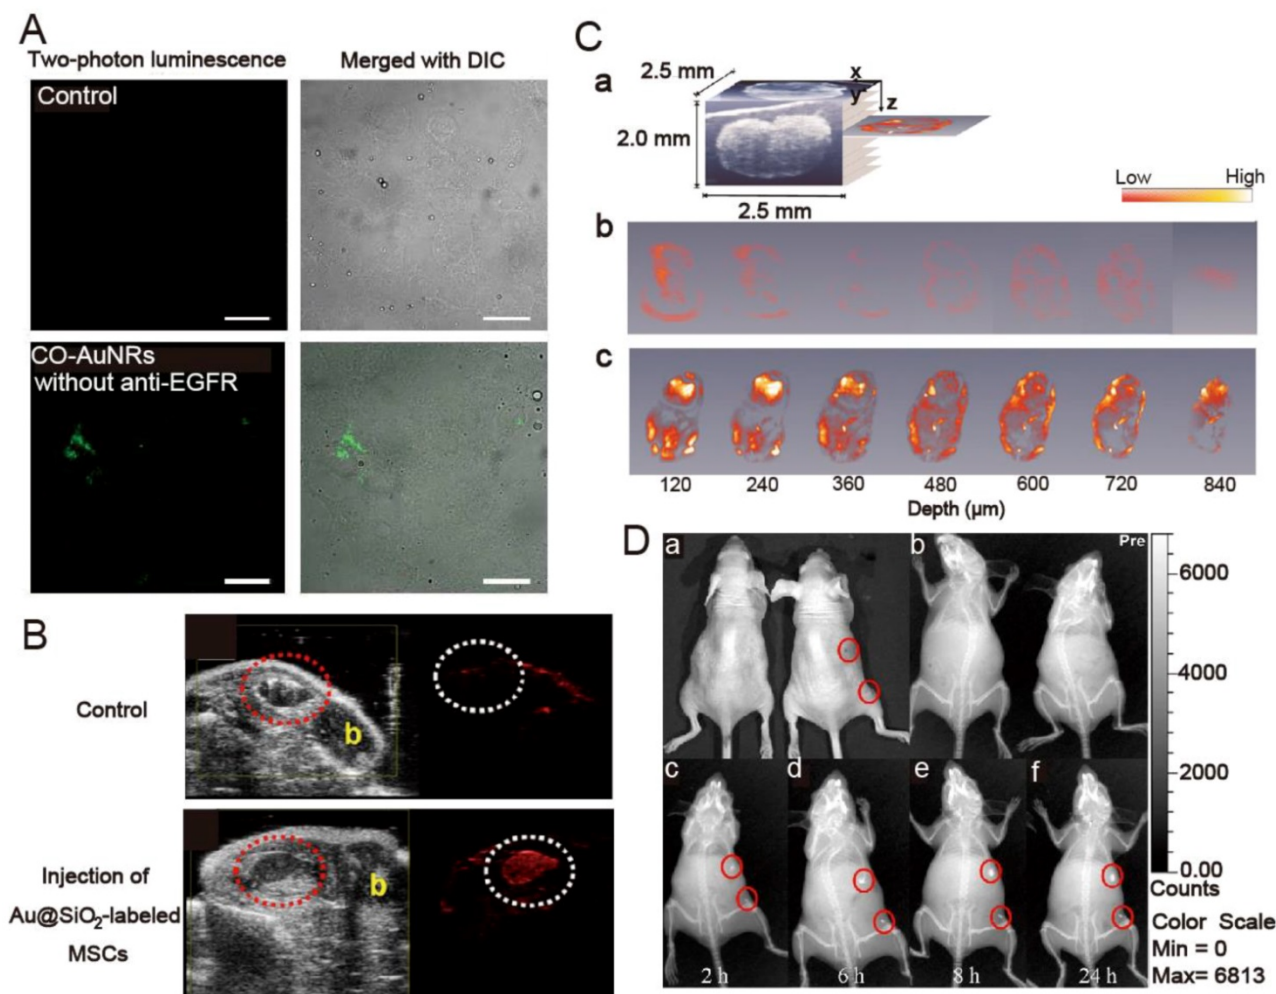 A
Two-photon luminescence
Merged with DIC
Control
CO-AuNRs
without anti-EGFR
B
Control
b
Injection of
Au@SiO2-labeled
MSCs
b
C
a
2.5 mm
x
y
z
2.0 mm
2.5 mm
Low
High
b
c
120 240 360 480 600 720 840
Depth (µm)
D
a
b
Pre
c
d
e
f
2 h
6 h
8 h
24 h
6000
4000
2000
0.00
Counts
Color Scale
Min = 0
Max= 6813